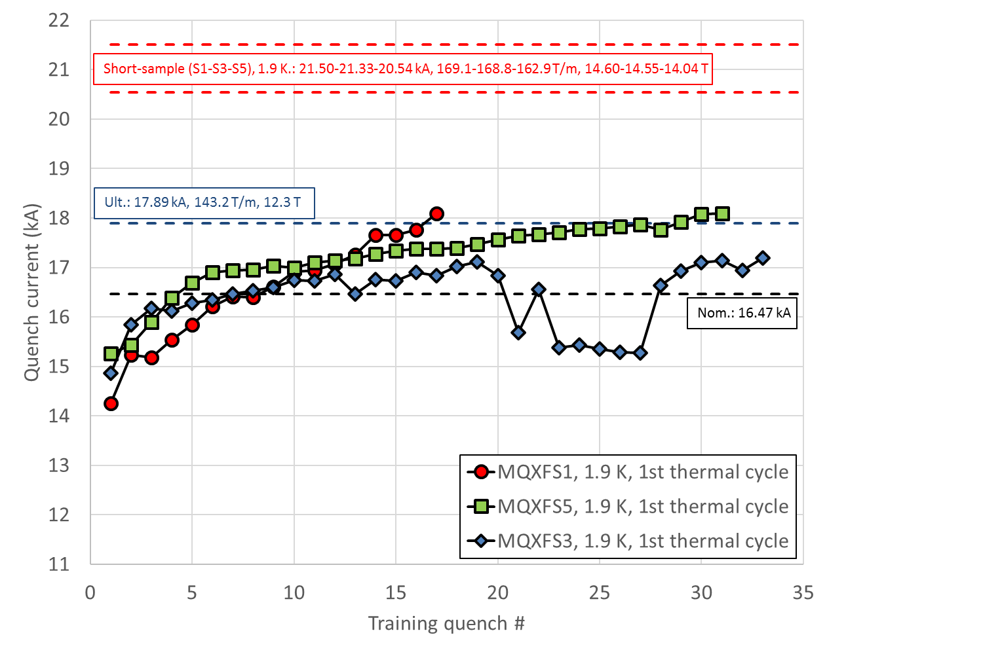 22
21
20
19
18
17
16
15
14
13
12
11
Quench current (kA)
Short-sample (S1-S3-S5), 1.9 K.: 21.50-21.33-20.54 kA, 169.1-168.8-162.9 T/m, 14.60-14.55-14.04 T
Ult.: 17.89 kA, 143.2 T/m, 12.3 T
Nom.: 16.47 kA
MQXFS1, 1.9 K, 1st thermal cycle
MQXFS5, 1.9 K, 1st thermal cycle
MQXFS3, 1.9 K, 1st thermal cycle
0 5 10 15 20 25 30 35
Training quench #